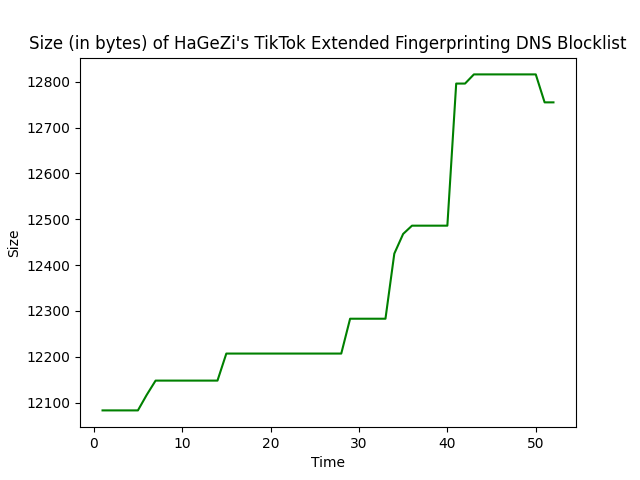 Size (in bytes) of HaGeZi's TikTok Extended Fingerprinting DNS Blocklist
12800
12700
12600
12500
12400
12300
12200
12100
Size
0 10 20 30 40 50
Time